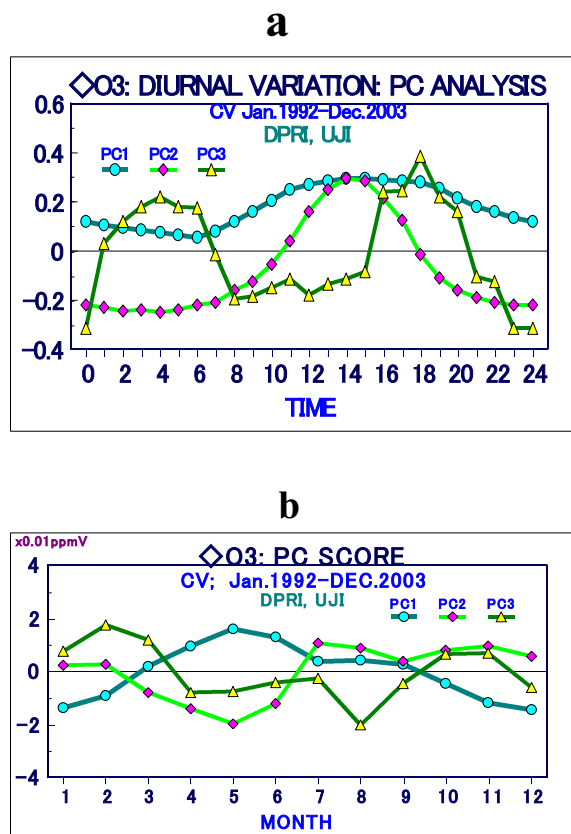 a
◇O3: DIURNAL VARIATION: PC ANALYSIS
CV Jan.1992-Dec.2003
DPRI, UJI
PC1 PC2 PC3
0.6
0.4
0.2
0
-0.2
-0.4
0 2 4 6 8 10 12 14 15 18 20 22 24
TIME
b
x0.01ppmV
◇O3: PC SCORE
CV; Jan.1992-DEC.2003
DPRI, UJI
PC1 PC2 PC3
4
2
0
-2
-4
1 2 3 4 5 6 7 8 9 10 11 12
MONTH